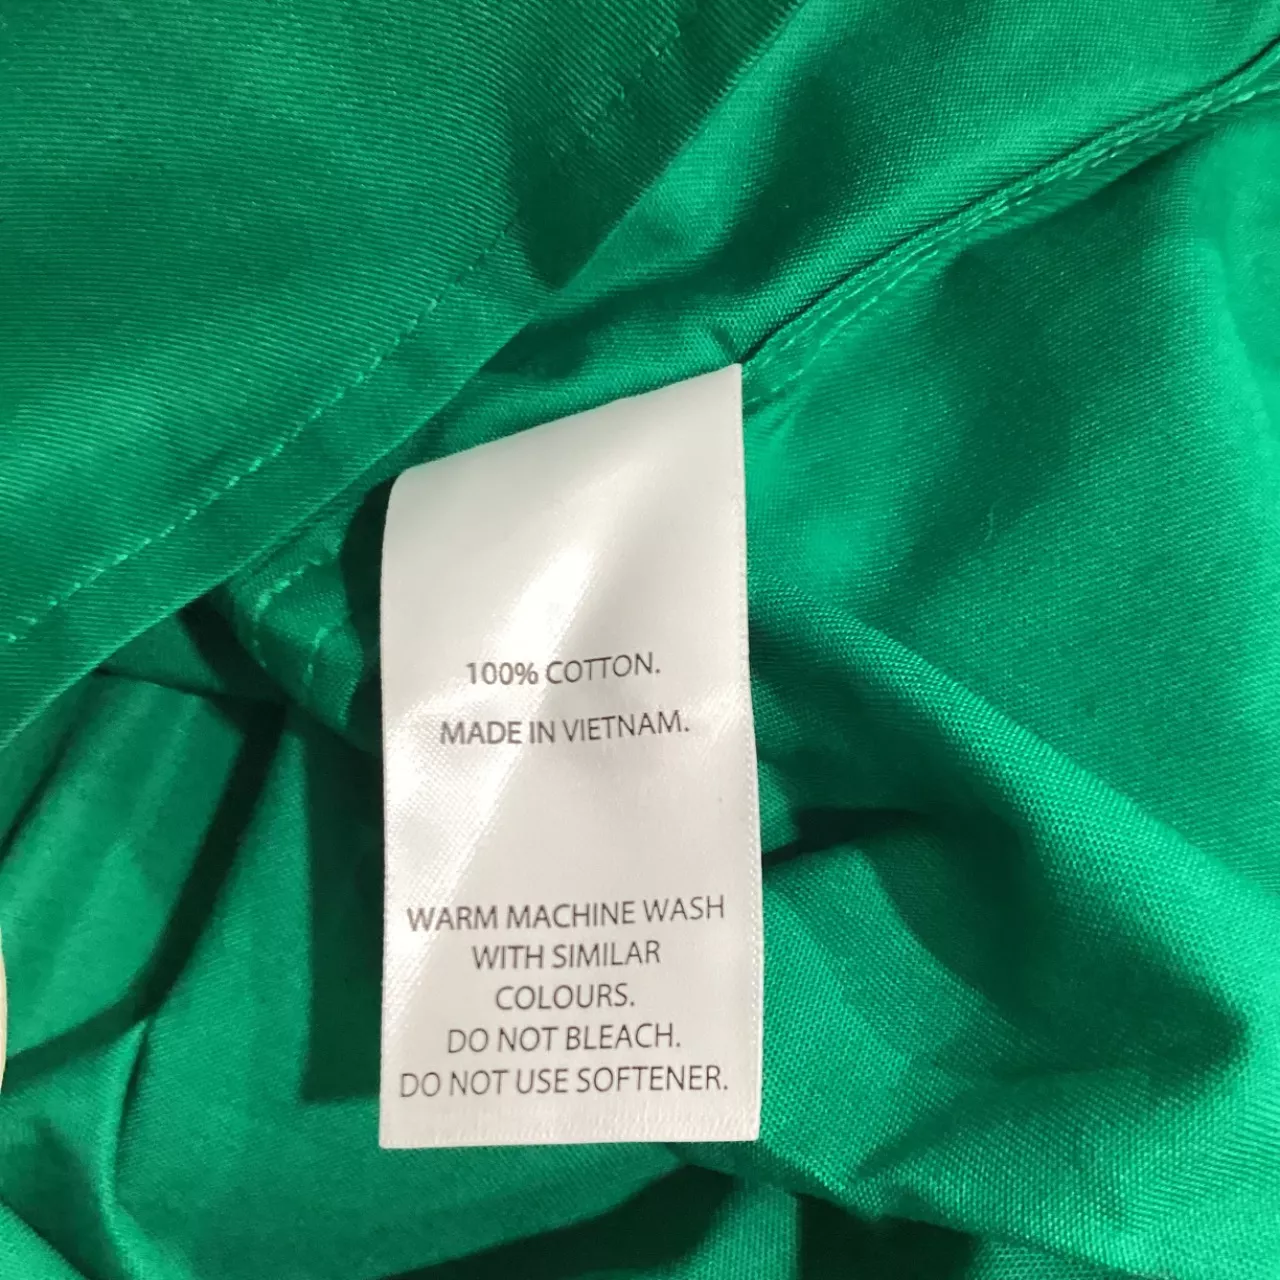 100% COTTON.
MADE IN VIETNAM.
WARM MACHINE WASH
WITH SIMILAR
COLOURS.
DO NOT BLEACH.
DO NOT USE SOFTENER.